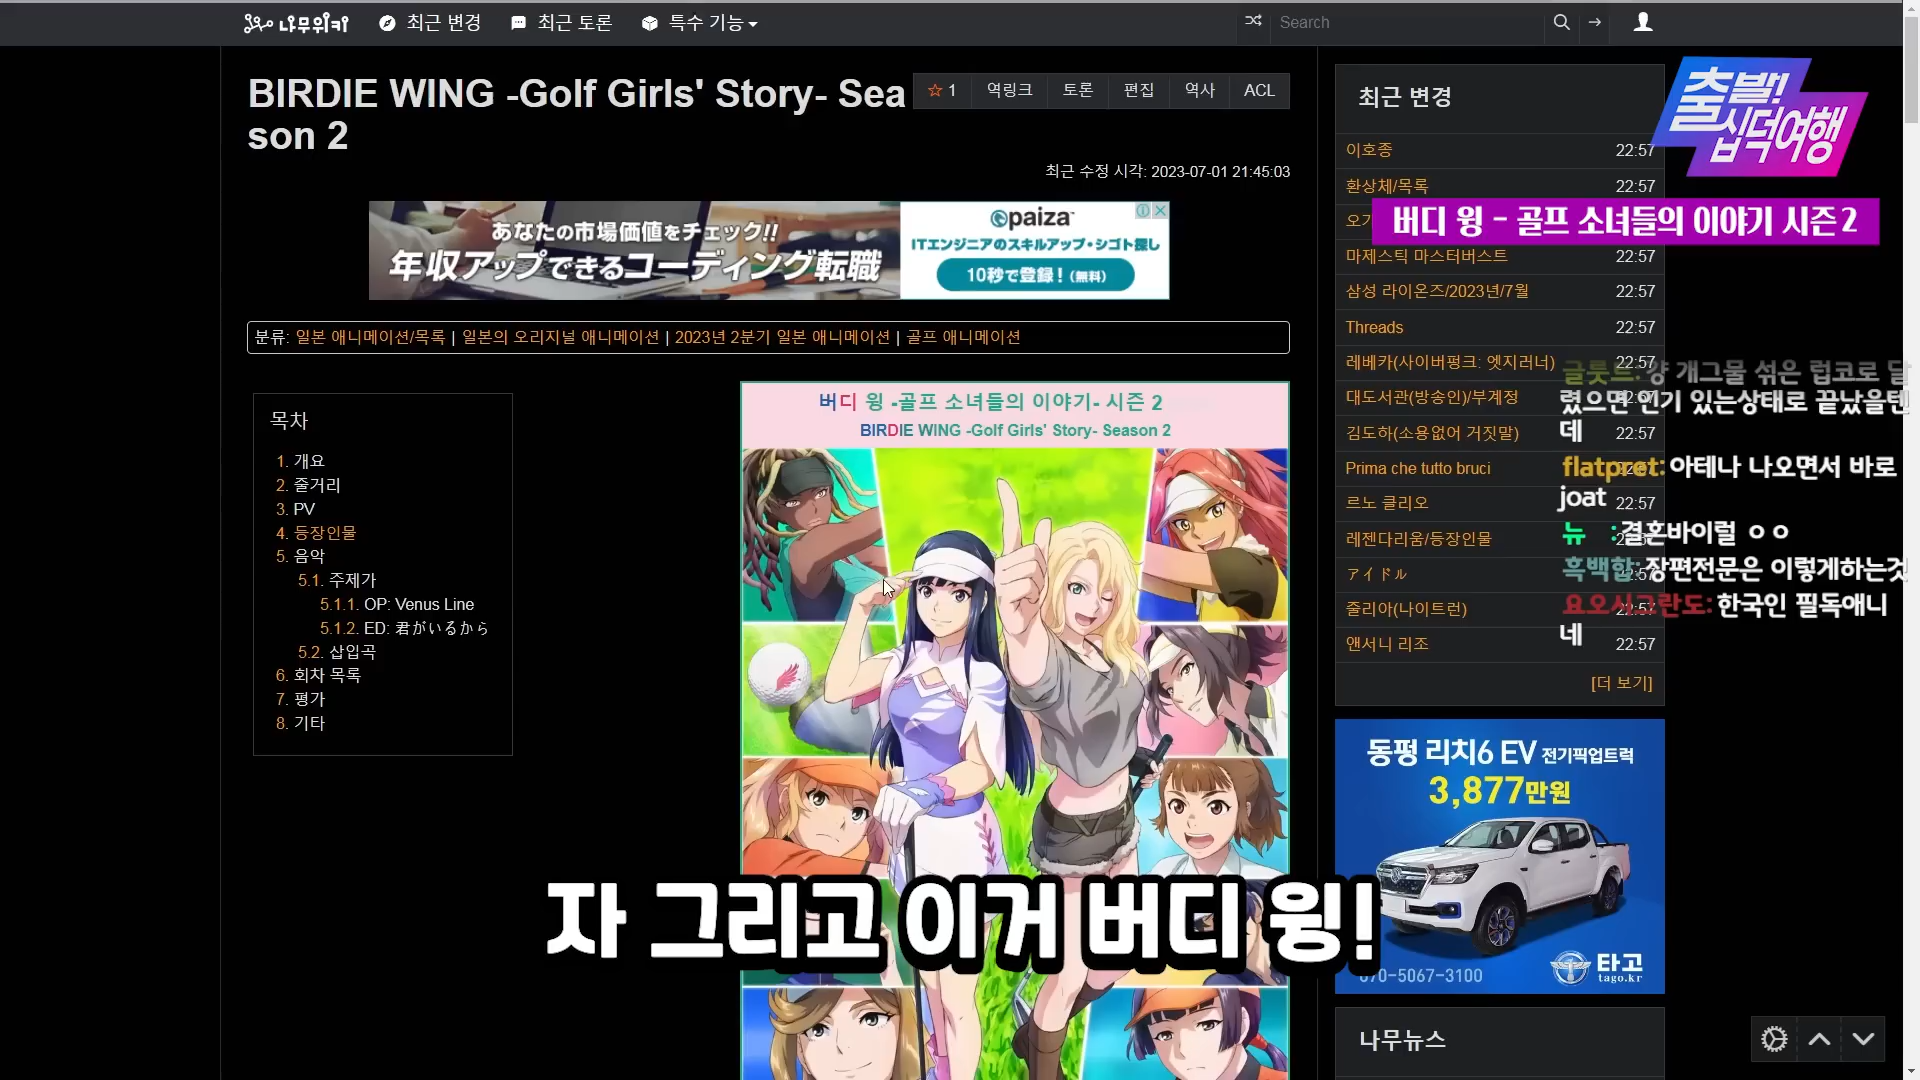 나무위키 최근 변경 최근 토론 특수 기능 Search
BIRDIE WING -Golf Girls' Story- Sea
son 2
1 역링크 토론 편집 역사 ACL
최근 수정 시각: 2023-07-01 21:45:03
あなたの市場価値をチェック!!
年収アップできるコーディング転職
paiza
ITエンジニアのスキルアップ・シゴト探し
10秒で登録！(無料)
분류: 일본 애니메이션/목록 | 일본의 오리지널 애니메이션 | 2023년 2분기 일본 애니메이션 | 골프 애니메이션
목차
1. 개요
2. 줄거리
3. PV
4. 등장인물
5. 음악
5.1. 주제가
5.1.1. OP: Venus Line
5.1.2. ED: 君がいるから
5.2. 삽입곡
6. 회차 목록
7. 평가
8. 기타
버디 윙 -골프 소녀들의 이야기- 시즌 2
BIRDIE WING -Golf Girls' Story- Season 2
자 그리고 이거 버디 윙!
최근 변경
출발!
십덕여행
버디 윙 - 골프 소녀들의 이야기 시즌 2
이호종 22:57
환상체/목록 22:57
마제스틱 마스터버스트 22:57
삼성 라이온즈/2023년/7월 22:57
Threads 22:57
레베카(사이버펑크: 엣지러너) 22:57
대도서관(방송인)/부계정
김도하(소용없어 거짓말) 22:57
Prima che tutto bruci
르노 클리오 22:57
레젠다리움/등장인물
アイドル
줄리아(나이트런) 22:57
앤서니 리조 22:57
[더 보기]
글룻드: 걍 개그물 섞은 럽코로 달
렸으면 인기 있는상태로 끝났을텐
데
flatpret: 아테나 나오면서 바로
joat
뉴 : 결혼바이럴 ㅇㅇ
흑백합: 장편전문은 이렇게하는것
요오시그란도: 한국인 필독애니
네
동펑 리치6 EV 전기픽업트럭
3,877만원
070-5067-3100
타고
tago.kr
나무뉴스